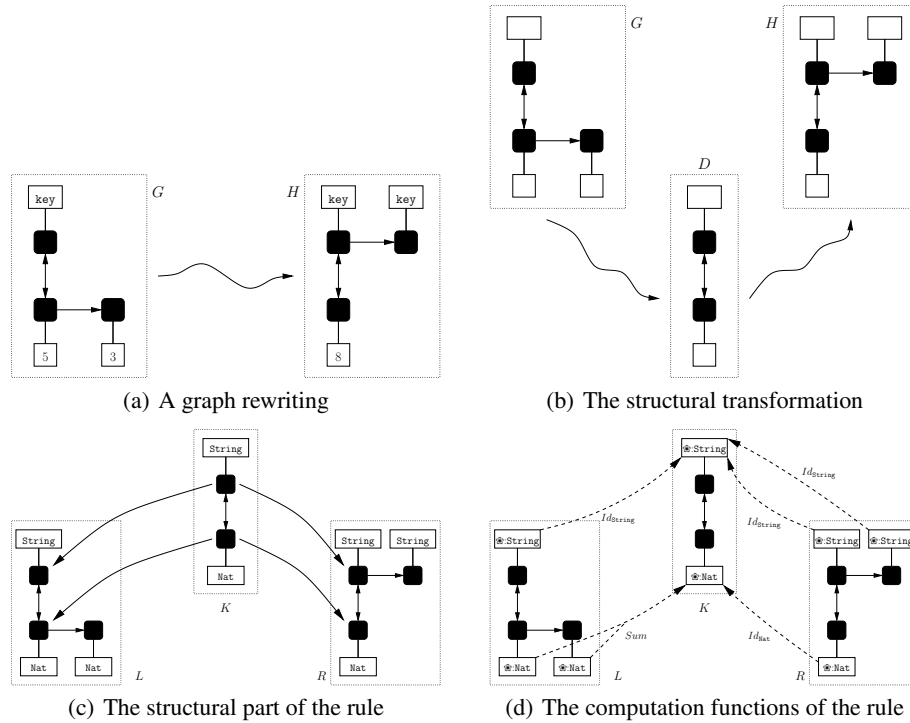 G
H
D
key
G
H
key
key
5
3
8
(a) A graph rewriting
(b) The structural transformation
String
String
Nat
Nat
L
Nat
K
String
String
Nat
R
(c) The structural part of the rule
❀:String
Id_String
Id_String
Id_String
❀:String
❀:String
❀:String
❀:Nat
K
Sum
Id_Nat
❀:Nat
❀:Nat
L
R
❀:Nat
(d) The computation functions of the rule